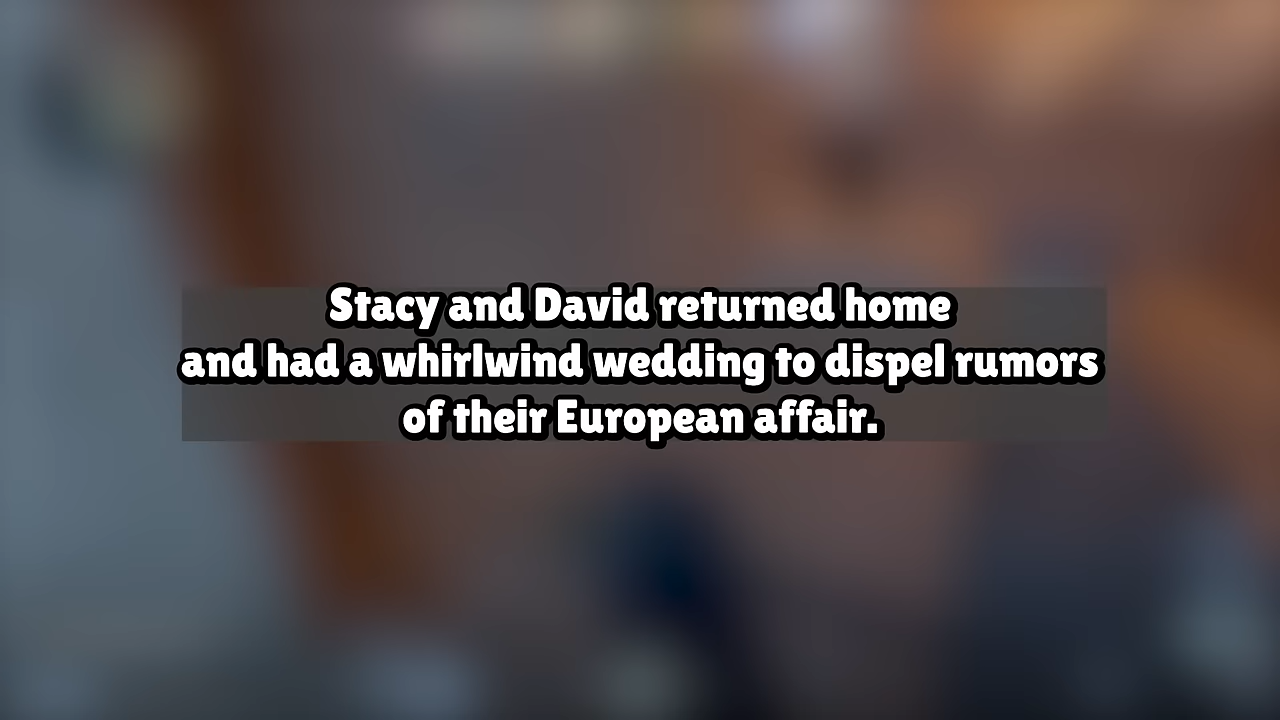 Stacy and David returned home
and had a whirlwind wedding to dispel rumors
of their European affair.